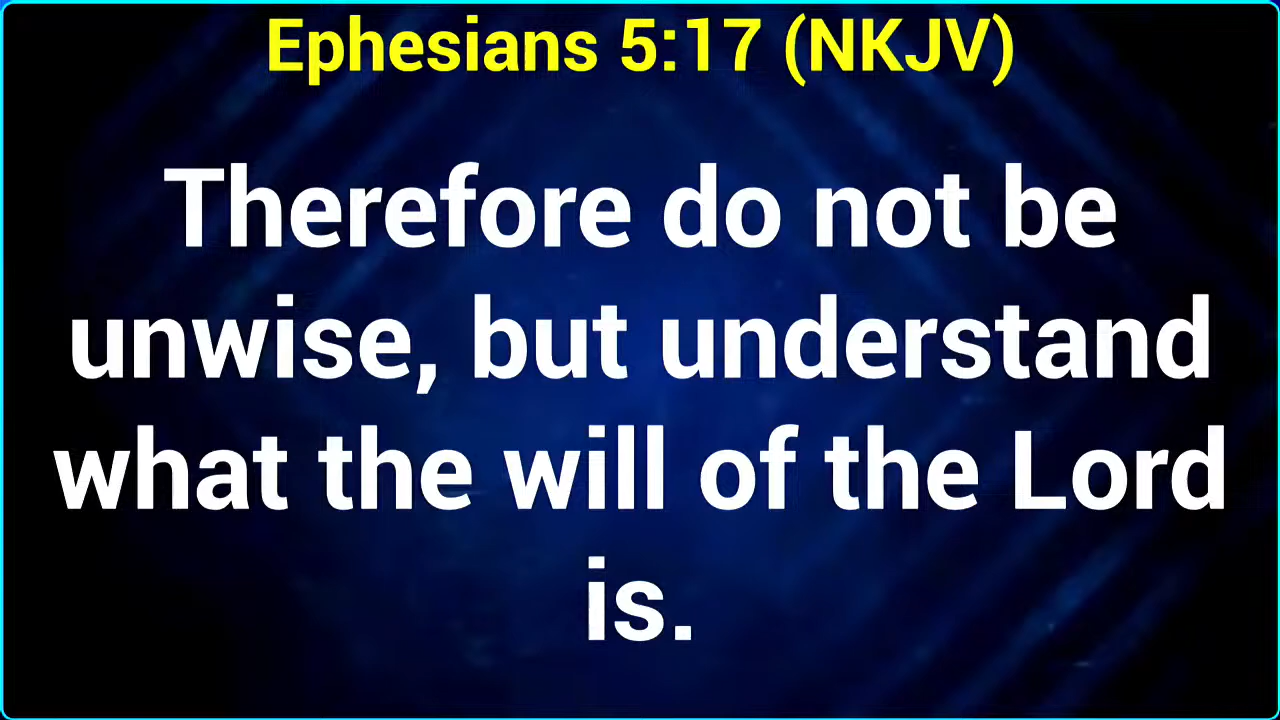 Ephesians 5:17 (NKJV)
Therefore do not be
unwise, but understand
what the will of the Lord
is.